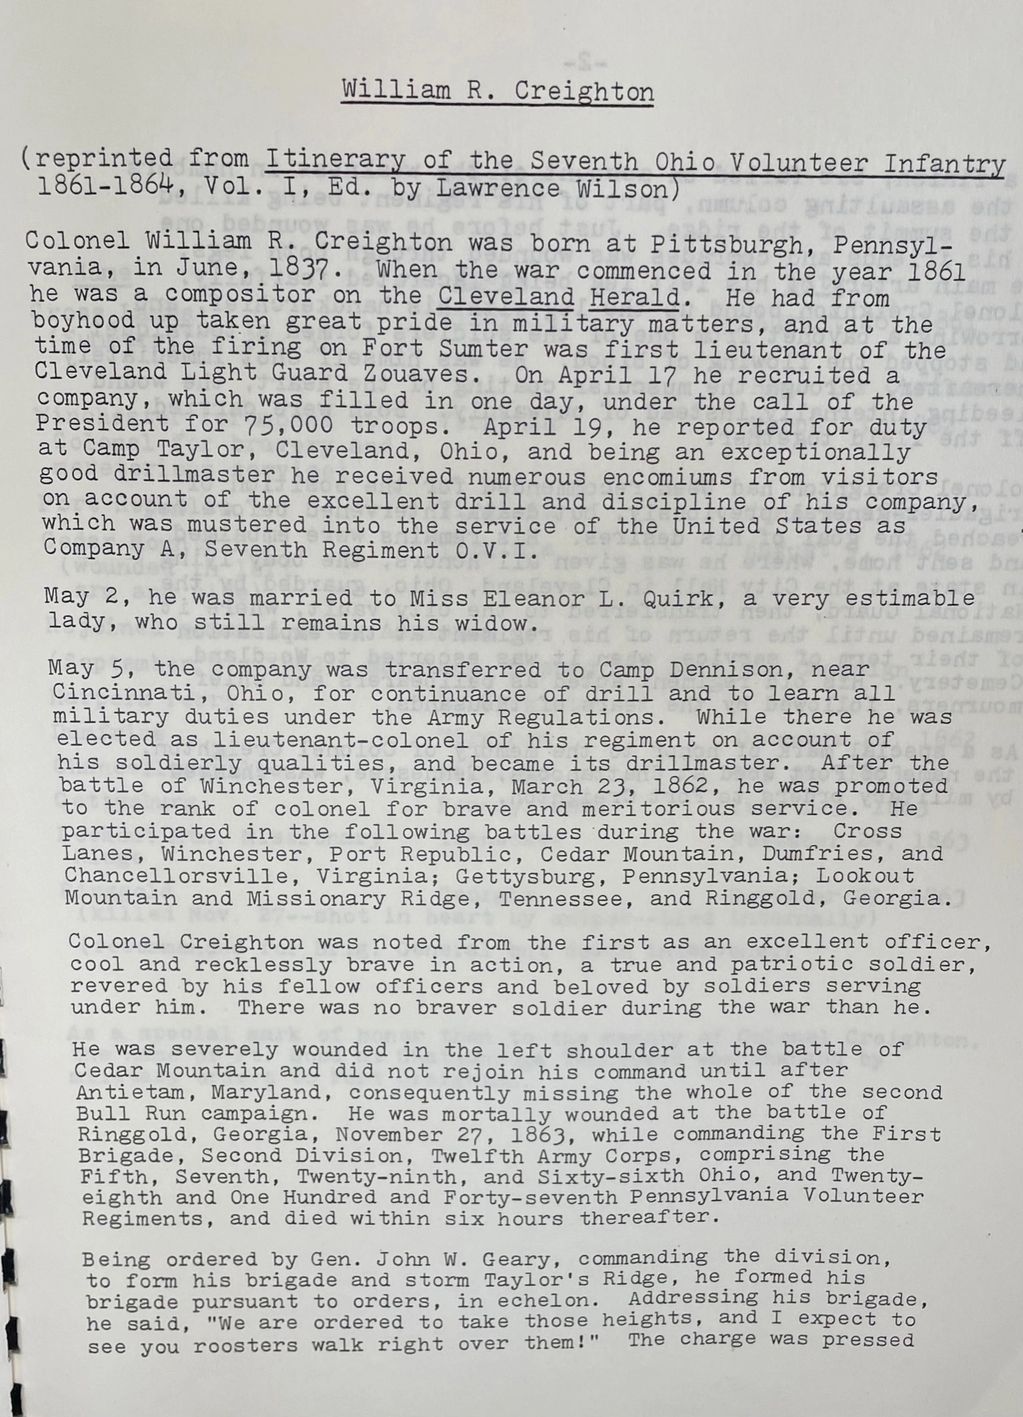 William R. Creighton
(reprinted from Itinerary of the Seventh Ohio Volunteer Infantry
1861-1864, Vol. I, Ed. by Lawrence Wilson)
Colonel William R. Creighton was born at Pittsburgh, Pennsyl-
vania, in June, 1837. When the war commenced in the year 1861
he was a compositor on the Cleveland Herald. He had from
boyhood up taken great pride in military matters, and at the
time of the firing on Fort Sumter was first lieutenant of the
Cleveland Light Guard Zouaves. On April 17 he recruited a
company, which was filled in one day, under the call of the
President for 75,000 troops. April 19, he reported for duty
at Camp Taylor, Cleveland, Ohio, and being an exceptionally
good drillmaster he received numerous encomiums from visitors
on account of the excellent drill and discipline of his company,
which was mustered into the service of the United States as
Company A, Seventh Regiment O.V.I.
May 2, he was married to Miss Eleanor L. Quirk, a very estimable
lady, who still remains his widow.
May 5, the company was transferred to Camp Dennison, near
Cincinnati, Ohio, for continuance of drill and to learn all
military duties under the Army Regulations. While there he was
elected as lieutenant-colonel of his regiment on account of
his soldierly qualities, and became its drillmaster. After the
battle of Winchester, Virginia, March 23, 1862, he was promoted
to the rank of colonel for brave and meritorious service. He
participated in the following battles during the war: Cross
Lanes, Winchester, Port Republic, Cedar Mountain, Dumfries, and
Chancellorsville, Virginia; Gettysburg, Pennsylvania; Lookout
Mountain and Missionary Ridge, Tennessee, and Ringgold, Georgia.
Colonel Creighton was noted from the first as an excellent officer,
cool and recklessly brave in action, a true and patriotic soldier,
revered by his fellow officers and beloved by soldiers serving
under him. There was no braver soldier during the war than he.
He was severely wounded in the left shoulder at the battle of
Cedar Mountain and did not rejoin his command until after
Antietam, Maryland, consequently missing the whole of the second
Bull Run campaign. He was mortally wounded at the battle of
Ringgold, Georgia, November 27, 1863, while commanding the First
Brigade, Second Division, Twelfth Army Corps, comprising the
Fifth, Seventh, Twenty-ninth, and Sixty-sixth Ohio, and Twenty-
eighth and One Hundred and Forty-seventh Pennsylvania Volunteer
Regiments, and died within six hours thereafter.
Being ordered by Gen. John W. Geary, commanding the division,
to form his brigade and storm Taylor's Ridge, he formed his
brigade pursuant to orders, in echelon. Addressing his brigade,
he said, "We are ordered to take those heights, and I expect to
see you roosters walk right over them!" The charge was pressed